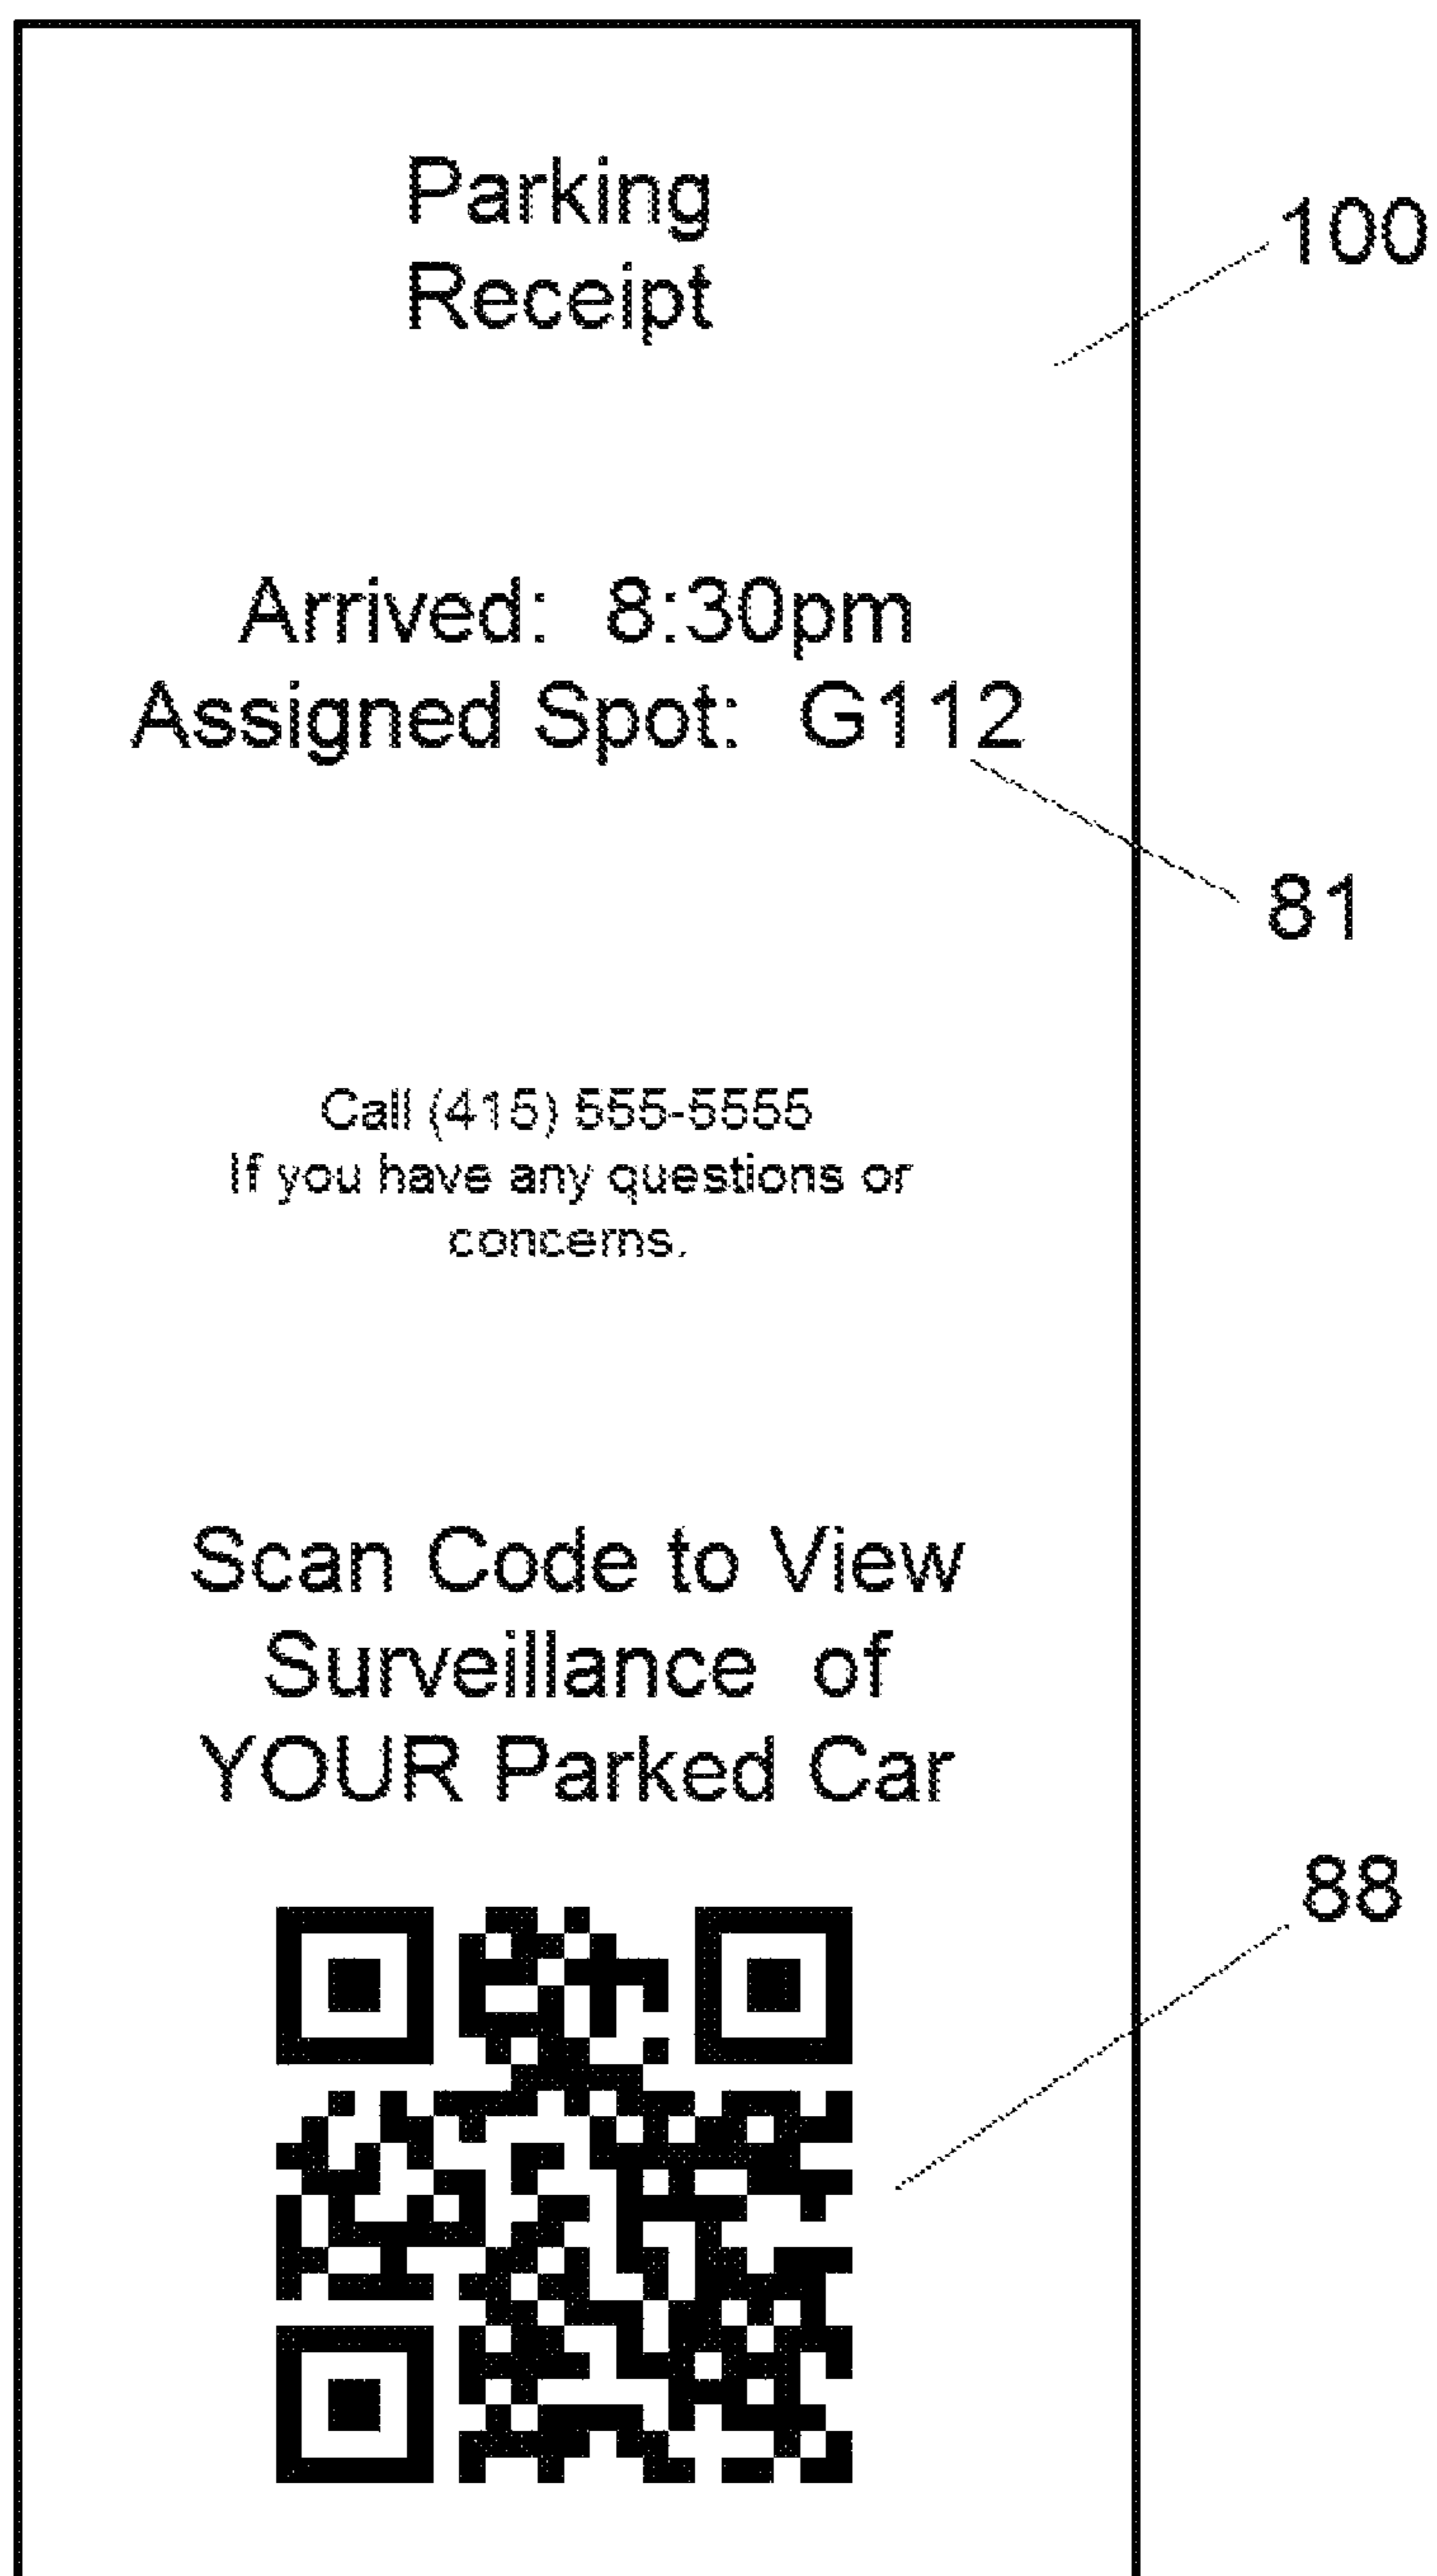 Parking
Receipt
100
Arrived: 8:30pm
Assigned Spot: G112
81
Call (415) 555-5555
If you have any questions or
concerns.
Scan Code to View
Surveillance of
YOUR Parked Car
88